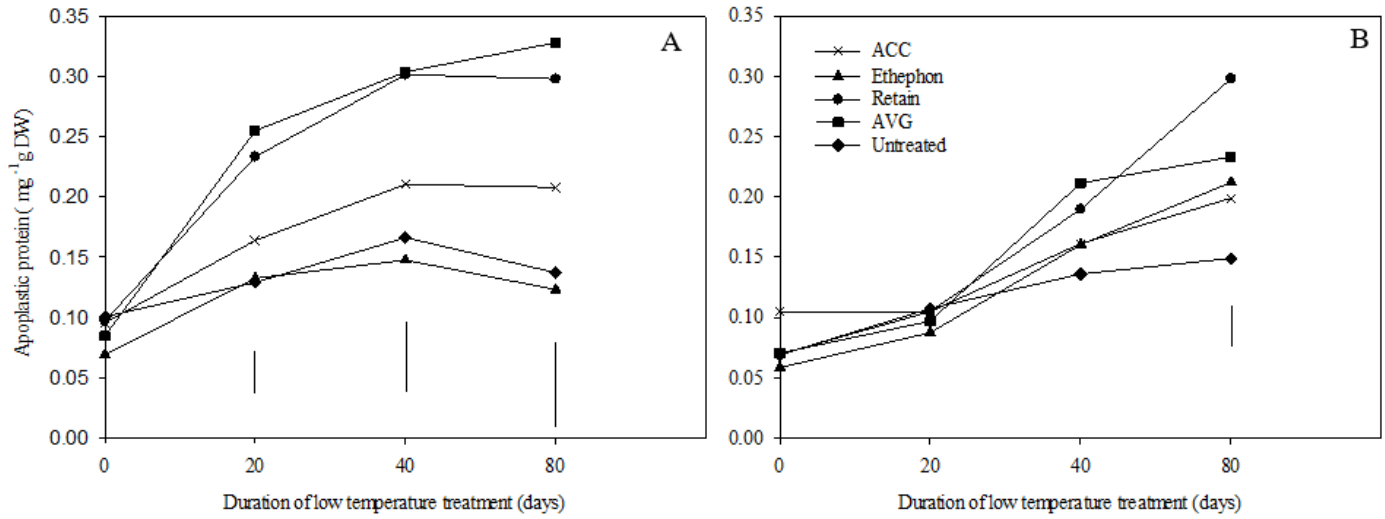 Apoplastic protein ( mg⁻¹g DW)
0.35
0.30
0.25
0.20
0.15
0.10
0.05
0.00
A
0
20
40
80
Duration of low temperature treatment (days)
0.35
0.30
0.25
0.20
0.15
0.10
0.05
0.00
B
ACC
Ethephon
Retain
AVG
Untreated
0
20
40
80
Duration of low temperature treatment (days)